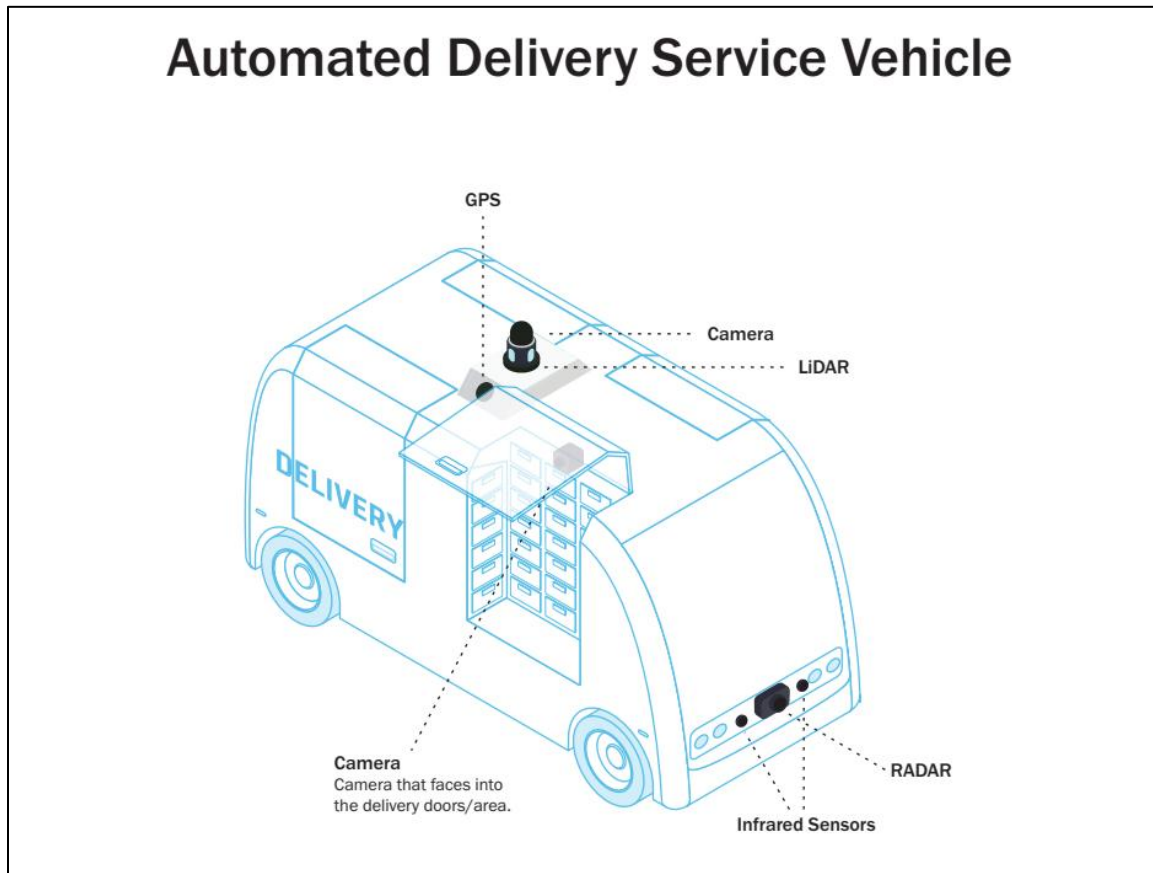 Automated Delivery Service Vehicle
GPS
Camera
LiDAR
DELIVERY
Camera
Camera that faces into
the delivery doors/area.
RADAR
Infrared Sensors